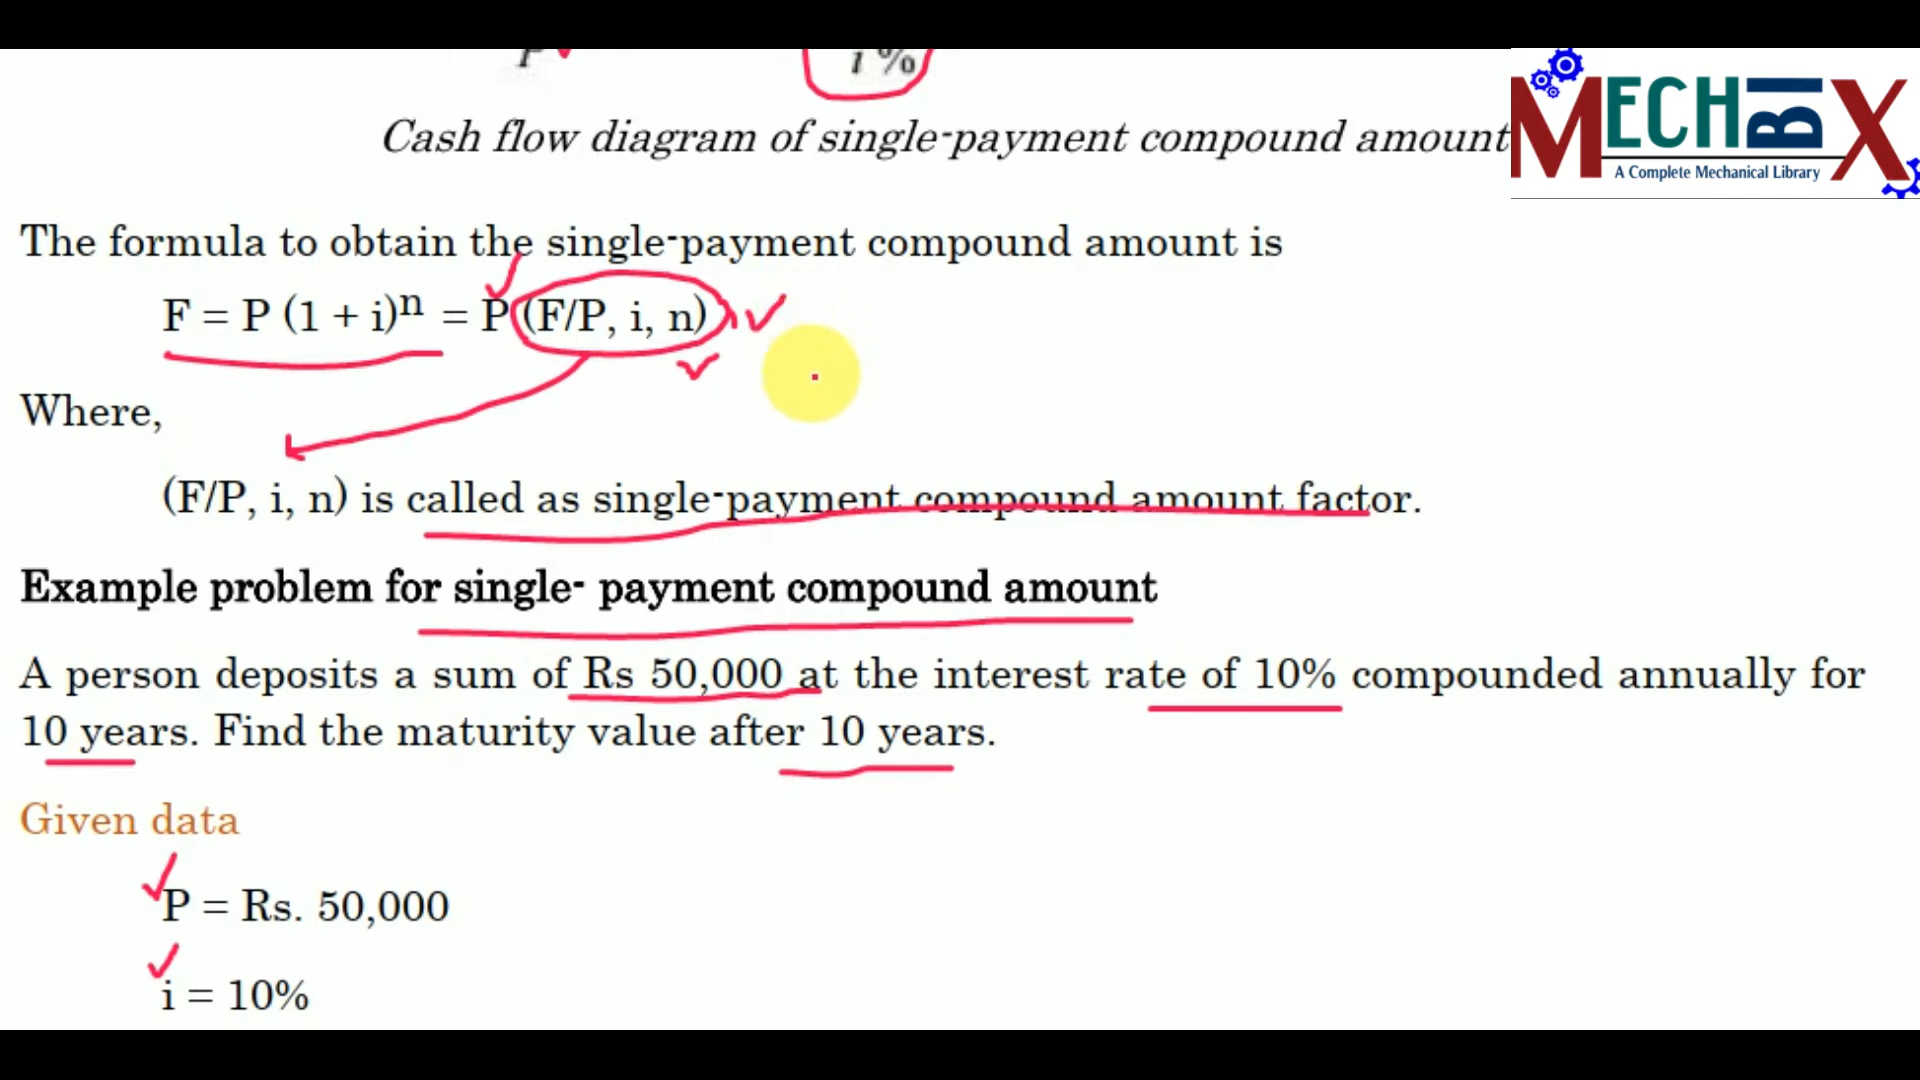 P i %
Cash flow diagram of single-payment compound amount
MECHBIX
A Complete Mechanical Library
The formula to obtain the single-payment compound amount is
F = P (1 + i)n = P (F/P, i, n)
Where,
(F/P, i, n) is called as single-payment compound amount factor.
Example problem for single- payment compound amount
A person deposits a sum of Rs 50,000 at the interest rate of 10% compounded annually for
10 years. Find the maturity value after 10 years.
Given data
P = Rs. 50,000
i = 10%